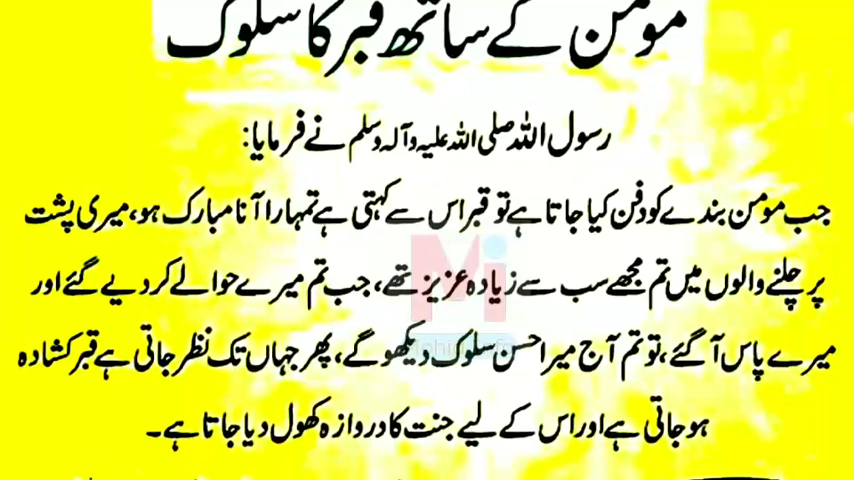 مومن کے ساتھ قبر کا سلوک
رسول اللہ صلی اللہ علیہ وآلہ وسلم نے فرمایا:
جب مومن بندے کو دفن کیا جاتا ہے تو قبر اس سے کہتی ہے تمہارا آنا مبارک ہو، میری پشت
پر چلنے والوں میں تم مجھے سب سے زیادہ عزیز تھے، جب تم میرے حوالے کر دیے گئے اور
میرے پاس آگئے، تو تم آج میرا حسن سلوک دیکھو گے، پھر جہاں تک نظر جاتی ہے قبر کشادہ
ہو جاتی ہے اور اس کے لیے جنت کا دروازہ کھول دیا جاتا ہے۔
Mi